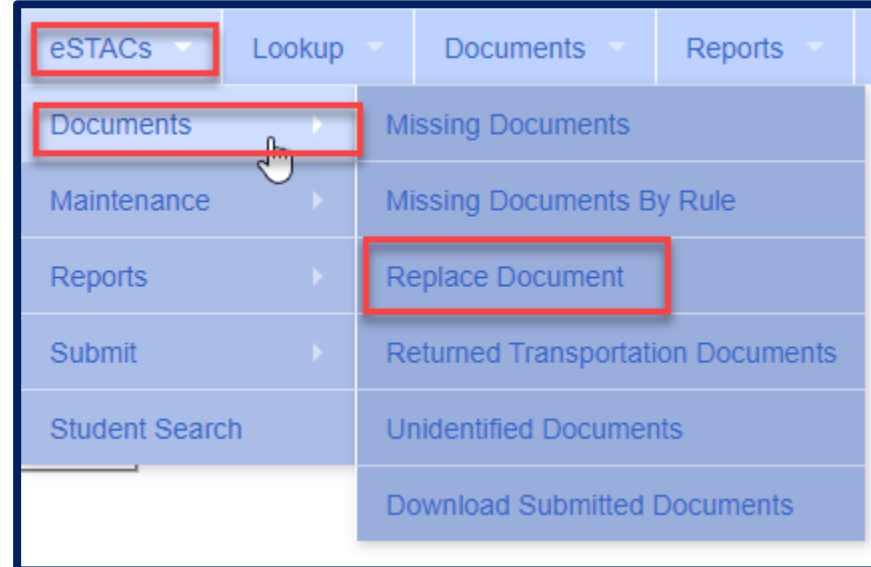 eSTACs
Lookup
Documents
Reports
Documents
Maintenance
Reports
Submit
Student Search
Missing Documents
Missing Documents By Rule
Replace Document
Returned Transportation Documents
Unidentified Documents
Download Submitted Documents